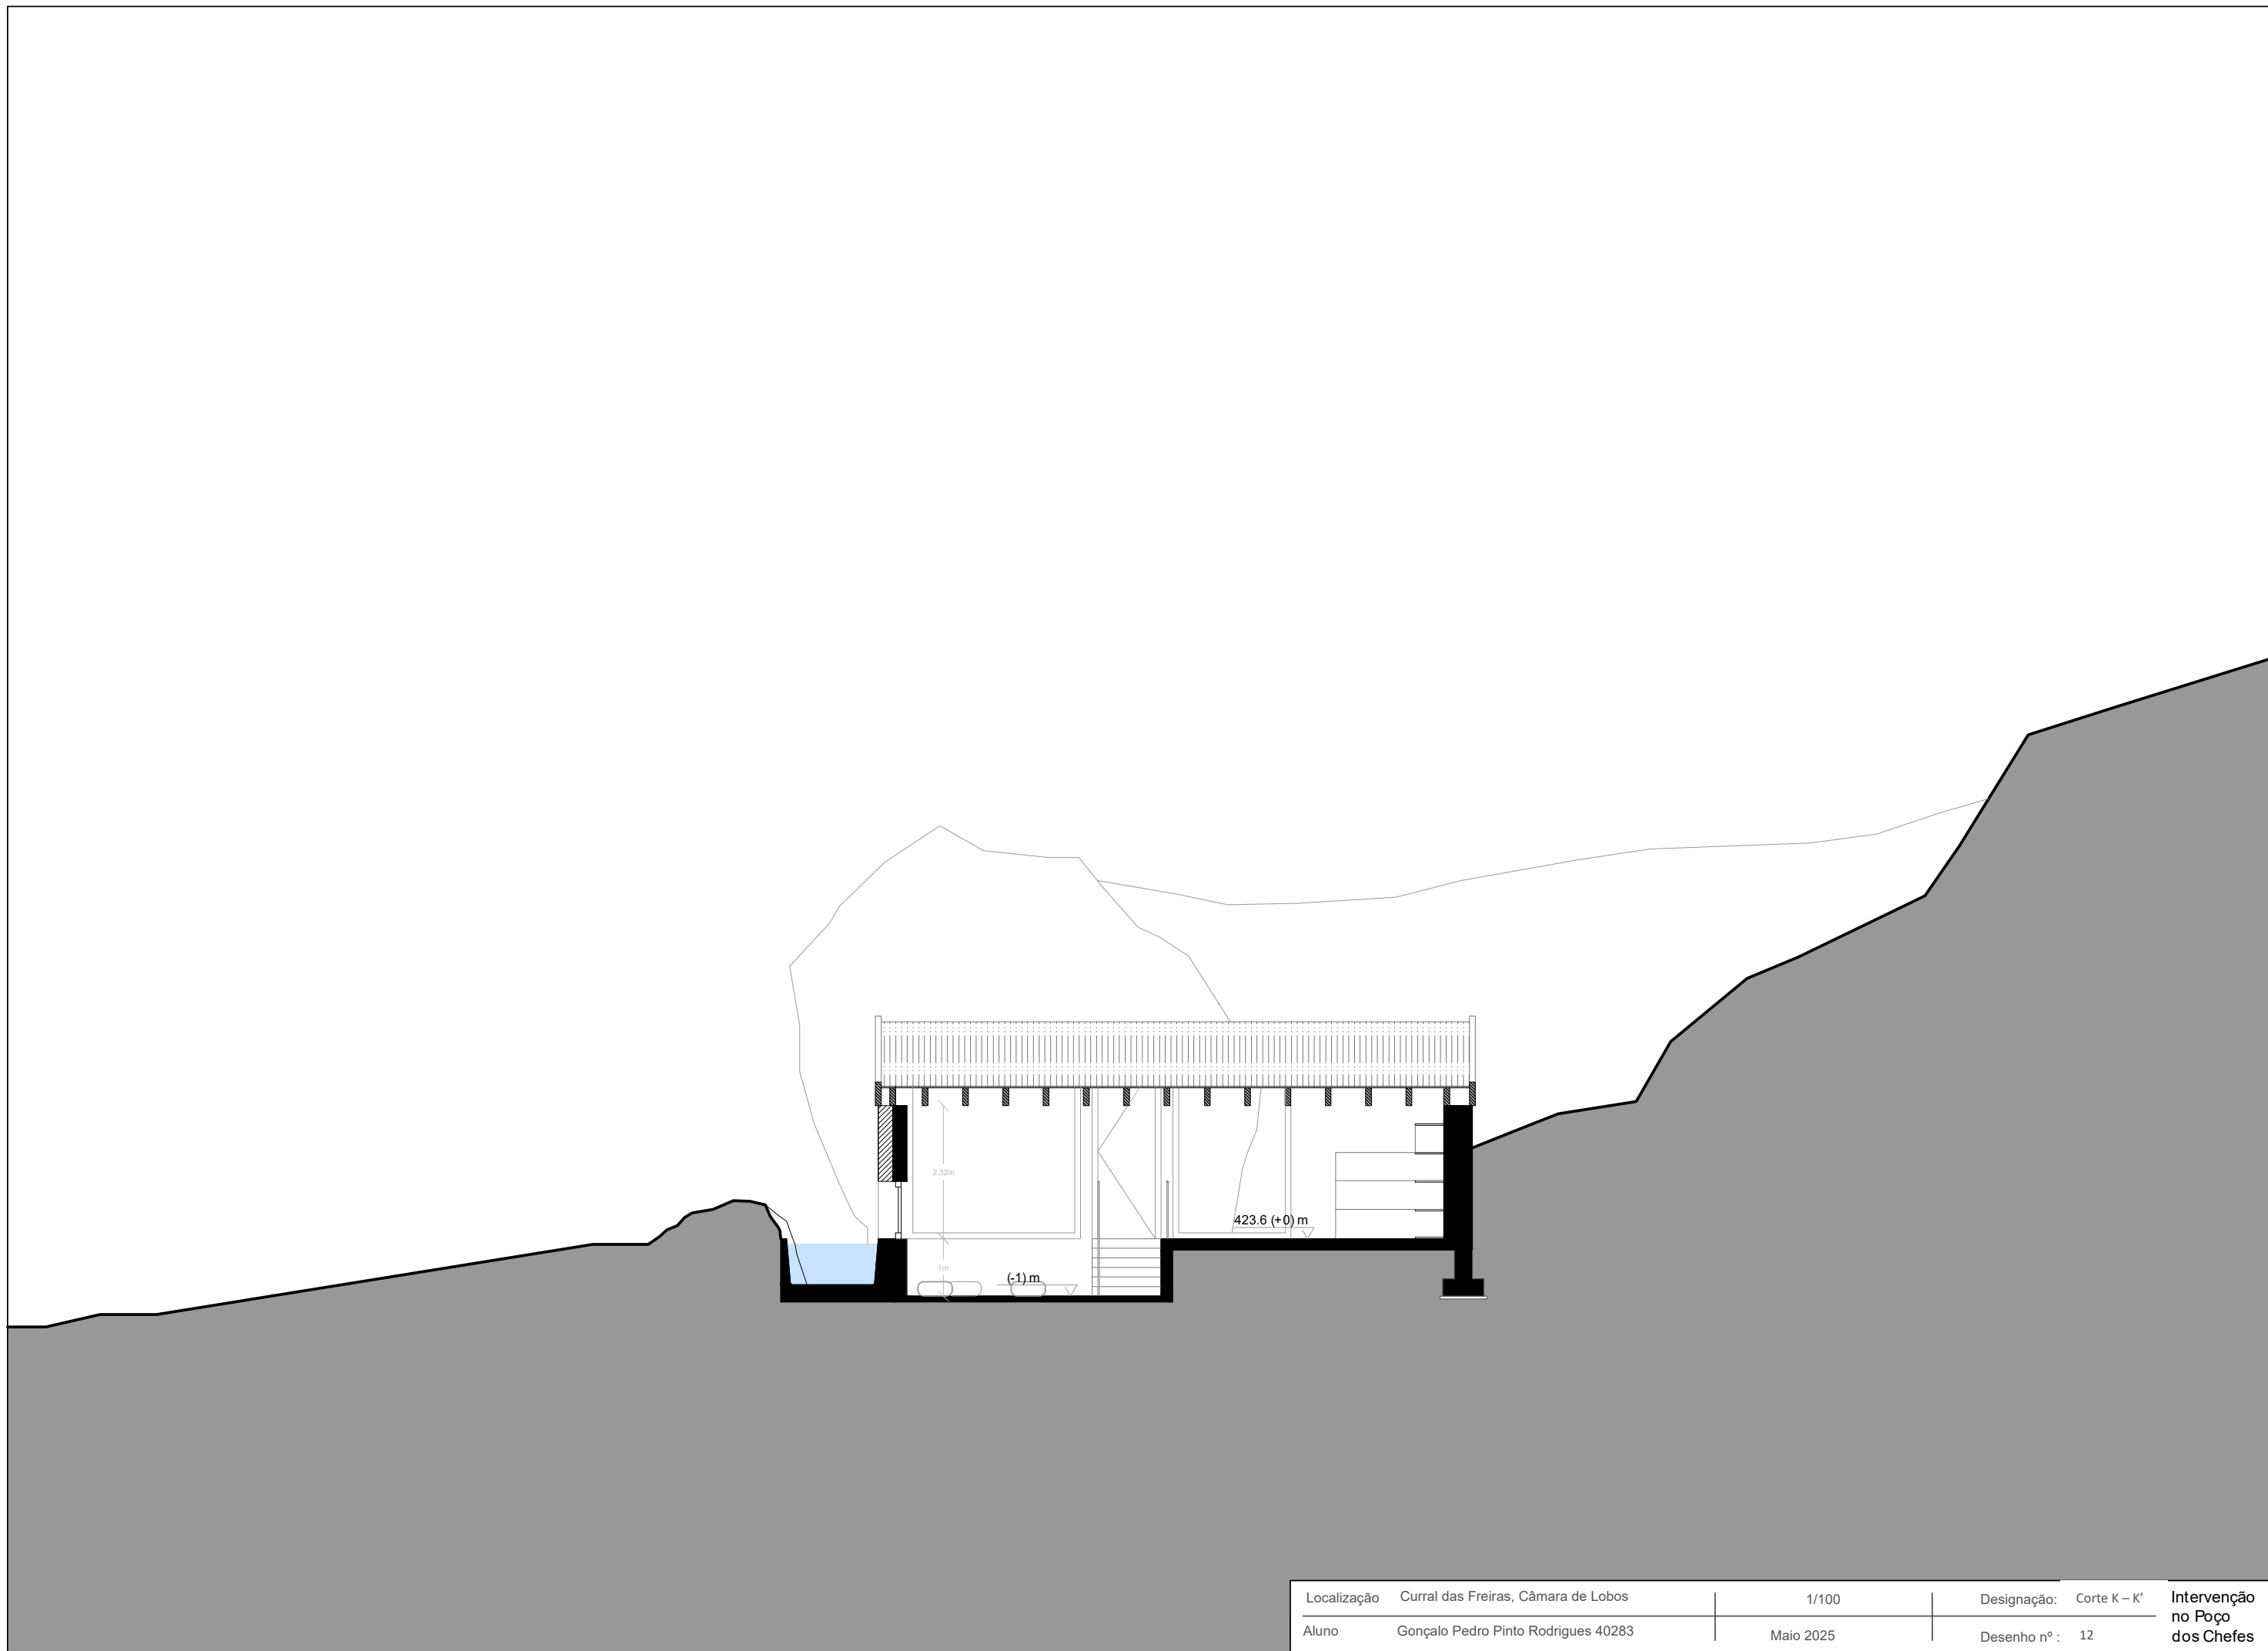 2.32m
423.6 (+0) m
1m
(-1) m
Localização Curral das Freiras, Câmara de Lobos 1/100 Designação: Corte K – K’ Intervenção
no Poço
Aluno Gonçalo Pedro Pinto Rodrigues 40283 Maio 2025 Desenho nº : 12 dos Chefes